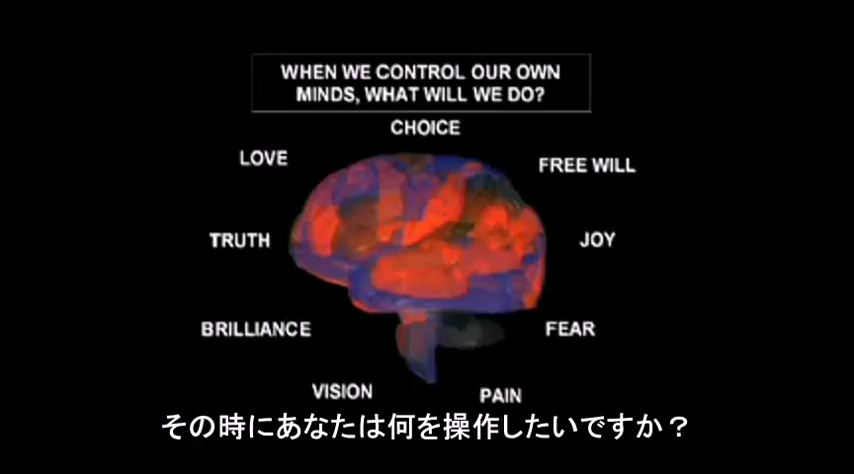 WHEN WE CONTROL OUR OWN
MINDS, WHAT WILL WE DO?
CHOICE
LOVE
FREE WILL
TRUTH
JOY
BRILLIANCE
FEAR
VISION
PAIN
その時にあなたは何を操作したいですか？